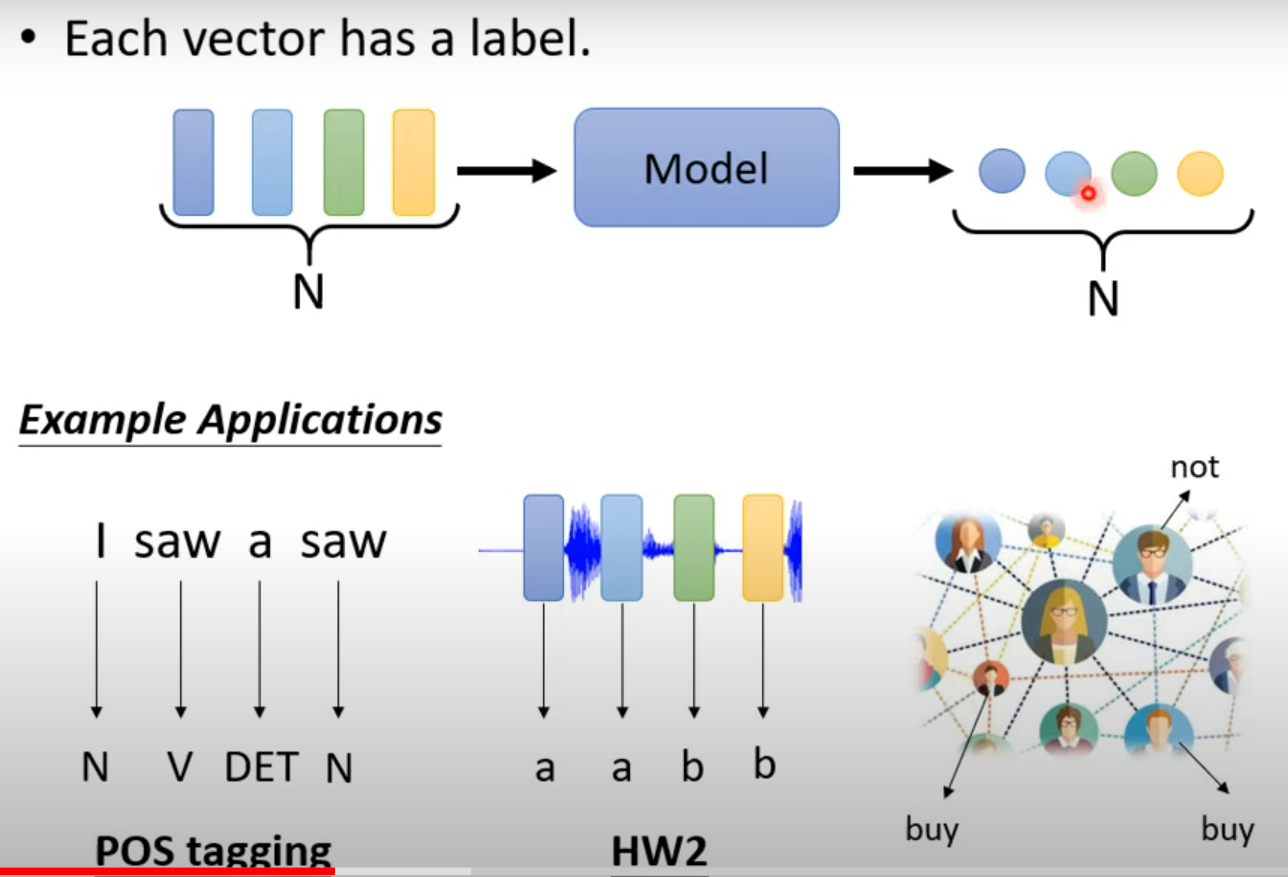 • Each vector has a label.
Model
N
N
Example Applications
I saw a saw
N V DET N
POS tagging
a a b b
HW2
not
buy
buy